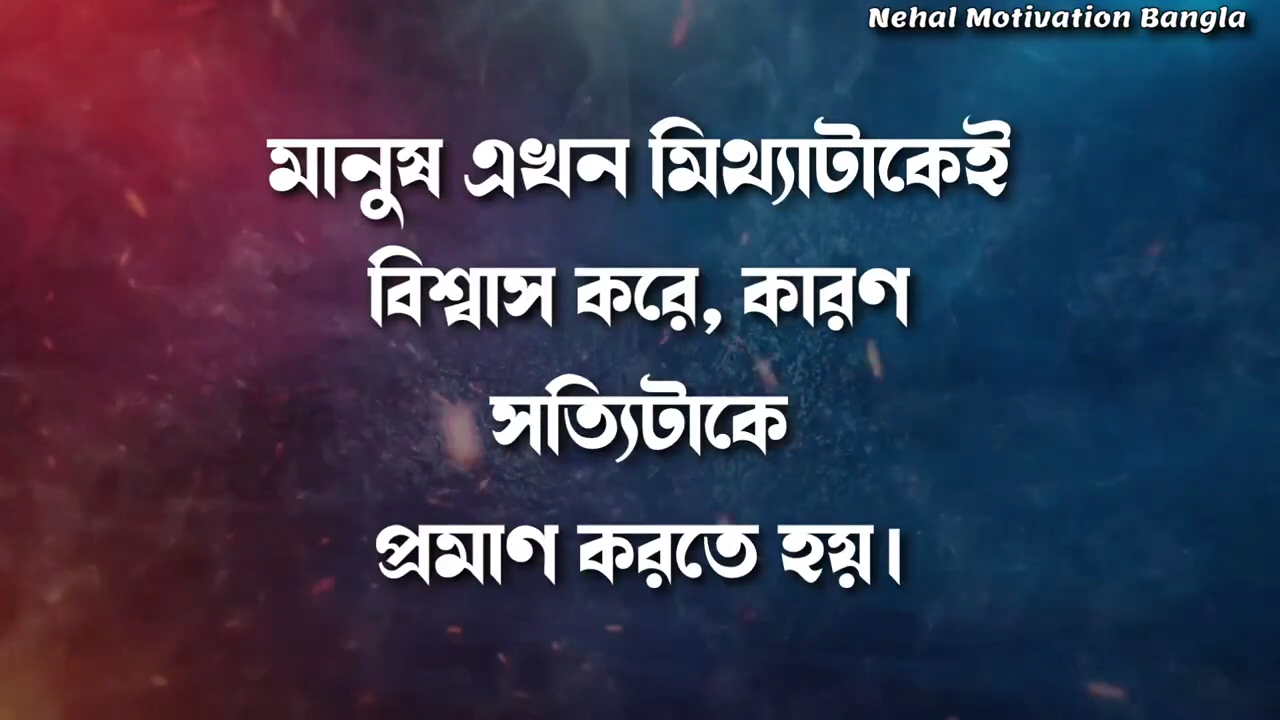 Nehal Motivation Bangla
মানুষ এখন মিথ্যাটাকেই
বিশ্বাস করে, কারণ
সত্যিটাকে
প্রমাণ করতে হয়।